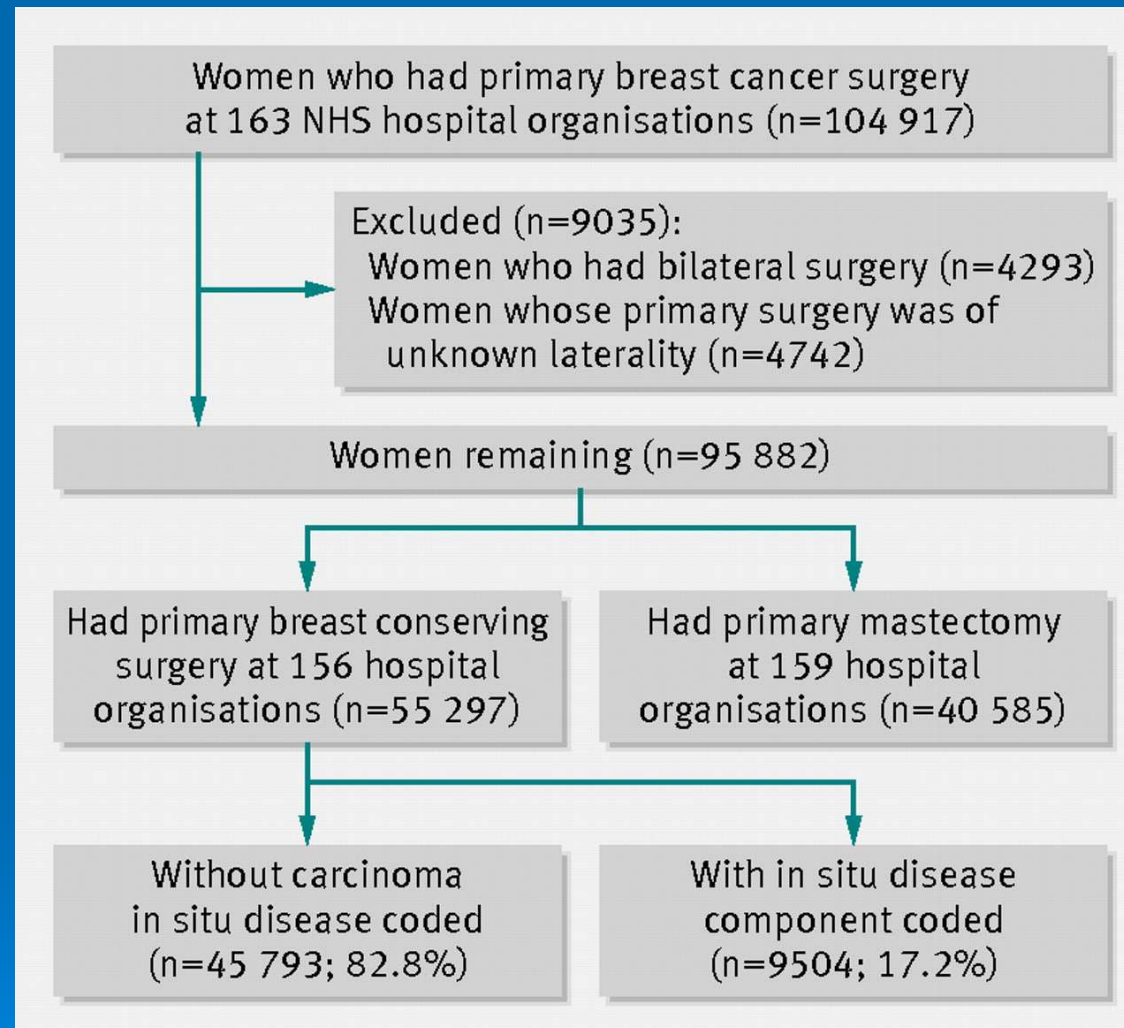 Women who had primary breast cancer surgery
at 163 NHS hospital organisations (n=104 917)
Excluded (n=9035):
Women who had bilateral surgery (n=4293)
Women whose primary surgery was of
unknown laterality (n=4742)
Women remaining (n=95 882)
Had primary breast conserving
surgery at 156 hospital
organisations (n=55 297)
Had primary mastectomy
at 159 hospital
organisations (n=40 585)
Without carcinoma
in situ disease coded
(n=45 793; 82.8%)
With in situ disease
component coded
(n=9504; 17.2%)